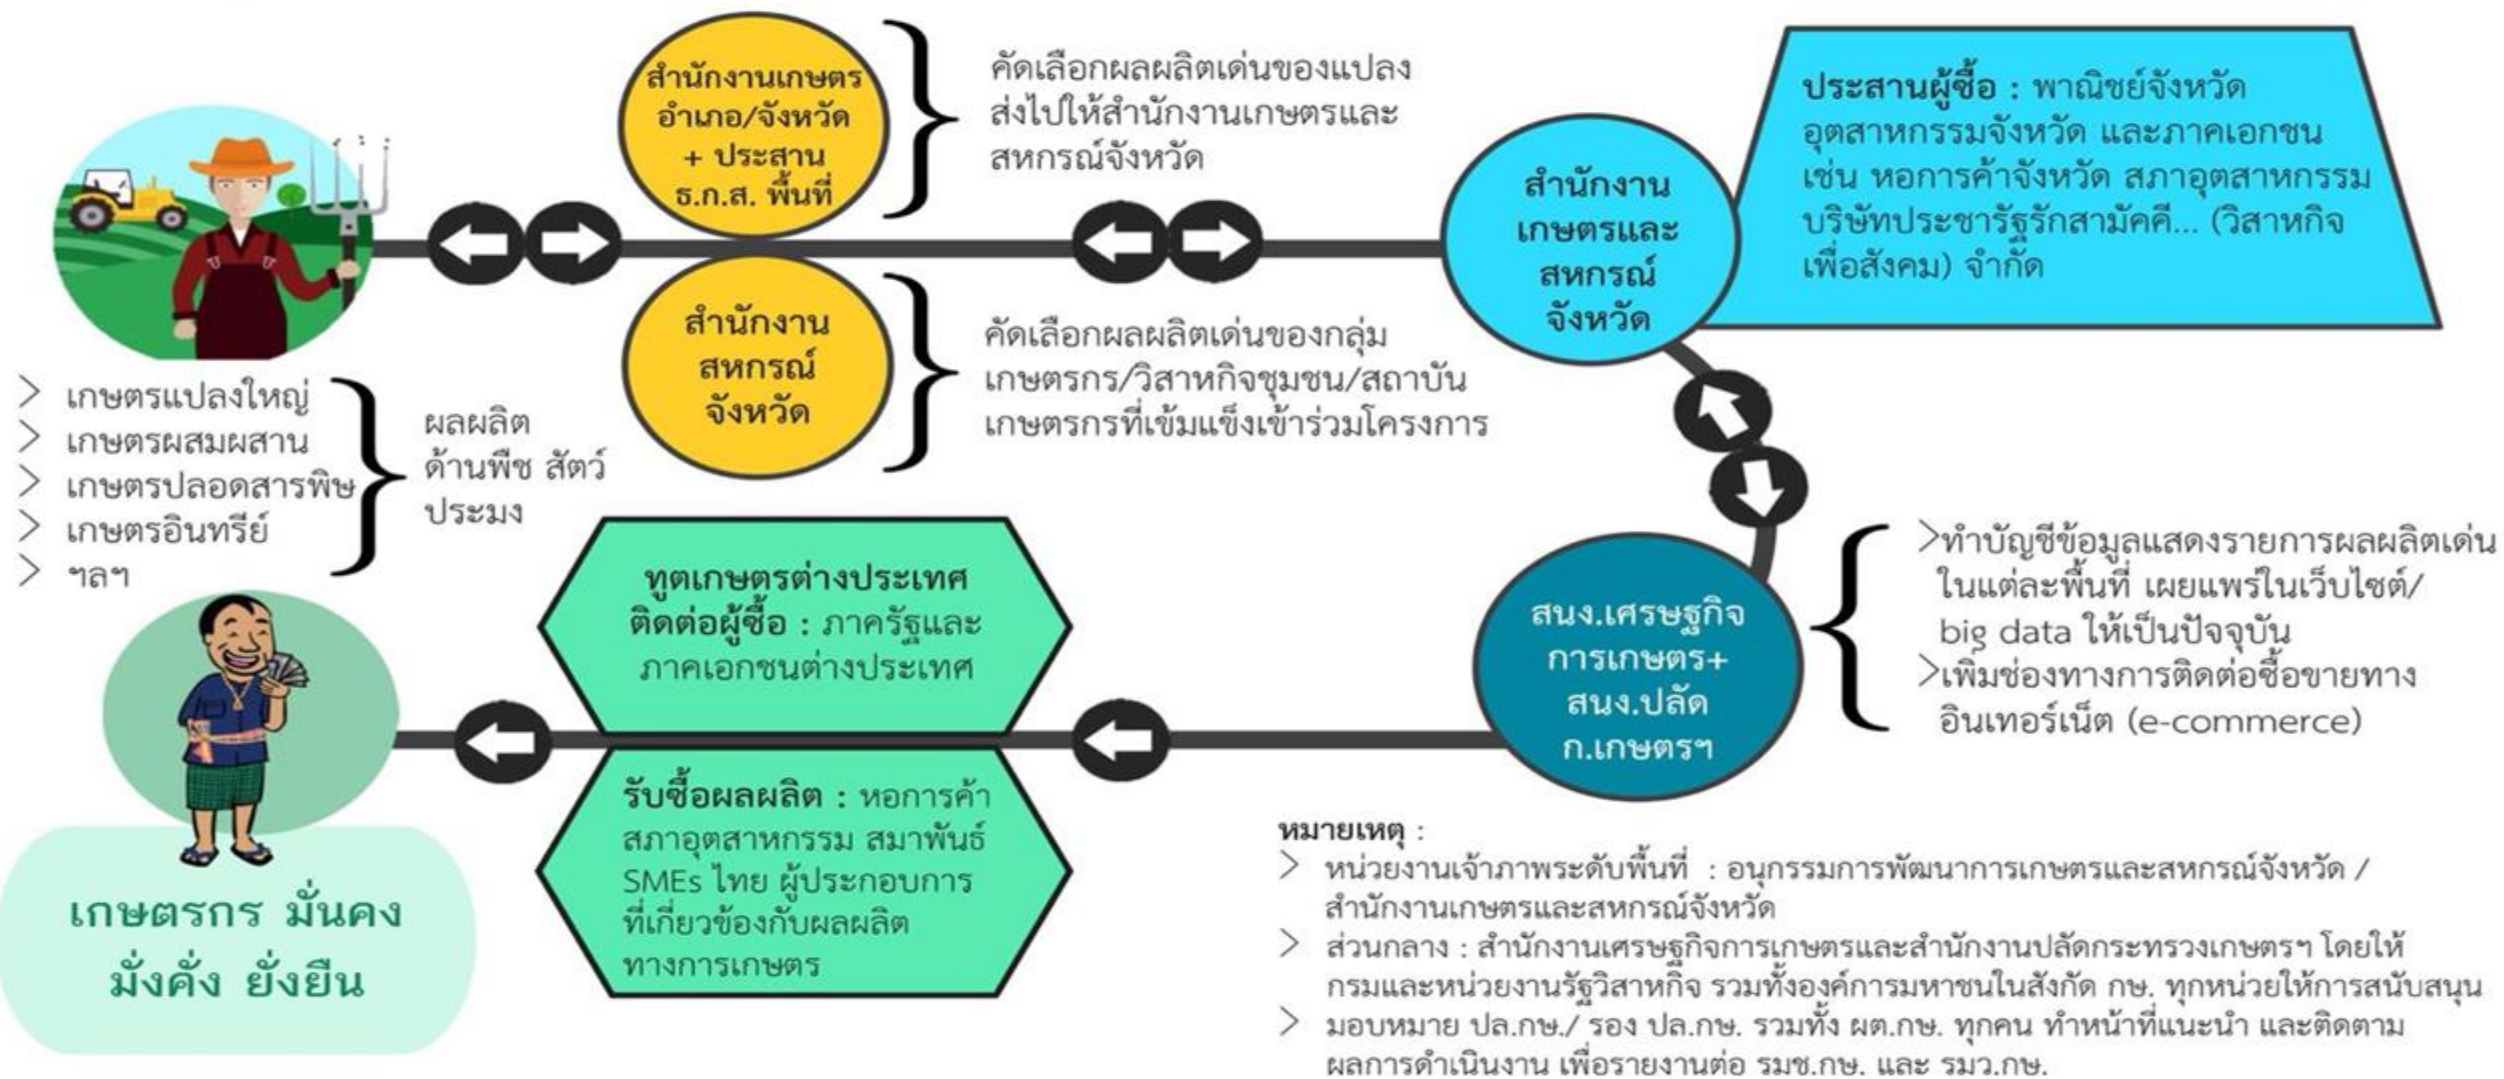 สำนักงานเกษตร
อำเภอ/จังหวัด
+ ประสาน
ธ.ก.ส. พื้นที่
คัดเลือกผลผลิตเด่นของแปลง
ส่งไปให้สำนักงานเกษตรและ
สหกรณ์จังหวัด
สำนักงาน
เกษตรและ
สหกรณ์
จังหวัด
ประสานผู้ซื้อ : พาณิชย์จังหวัด
อุตสาหกรรมจังหวัด และภาคเอกชน
เช่น หอการค้าจังหวัด สภาอุตสาหกรรม
บริษัทประชารัฐรักสามัคคี... (วิสาหกิจ
เพื่อสังคม) จำกัด
สำนักงาน
สหกรณ์
จังหวัด
คัดเลือกผลผลิตเด่นของกลุ่ม
เกษตรกร/วิสาหกิจชุมชน/สถาบัน
เกษตรกรที่เข้มแข็งเข้าร่วมโครงการ
> เกษตรแปลงใหญ่
> เกษตรผสมผสาน
> เกษตรปลอดสารพิษ
> เกษตรอินทรีย์
> ฯลฯ
ผลผลิต
ด้านพืช สัตว์
ประมง
ทูตเกษตรต่างประเทศ
ติดต่อผู้ซื้อ : ภาครัฐและ
ภาคเอกชนต่างประเทศ
สนง.เศรษฐกิจ
การเกษตร+
สนง.ปลัด
ก.เกษตรฯ
>ทำบัญชีข้อมูลแสดงรายการผลผลิตเด่น
ในแต่ละพื้นที่ เผยแพร่ในเว็บไซต์/
big data ให้เป็นปัจจุบัน
>เพิ่มช่องทางการติดต่อซื้อขายทาง
อินเทอร์เน็ต (e-commerce)
รับซื้อผลผลิต : หอการค้า
สภาอุตสาหกรรม สมาพันธ์
SMEs ไทย ผู้ประกอบการ
ที่เกี่ยวข้องกับผลผลิต
ทางการเกษตร
เกษตรกร มั่นคง
มั่งคั่ง ยั่งยืน
หมายเหตุ :
> หน่วยงานเจ้าภาพระดับพื้นที่ : อนุกรรมการพัฒนาการเกษตรและสหกรณ์จังหวัด /
สำนักงานเกษตรและสหกรณ์จังหวัด
> ส่วนกลาง : สำนักงานเศรษฐกิจการเกษตรและสำนักงานปลัดกระทรวงเกษตรฯ โดยให้
กรมและหน่วยงานรัฐวิสาหกิจ รวมทั้งองค์การมหาชนในสังกัด กษ. ทุกหน่วยให้การสนับสนุน
> มอบหมาย ปล.กษ./ รอง ปล.กษ. รวมทั้ง ผต.กษ. ทุกคน ทำหน้าที่แนะนำ และติดตาม
ผลการดำเนินงาน เพื่อรายงานต่อ รมช.กษ. และ รมว.กษ.